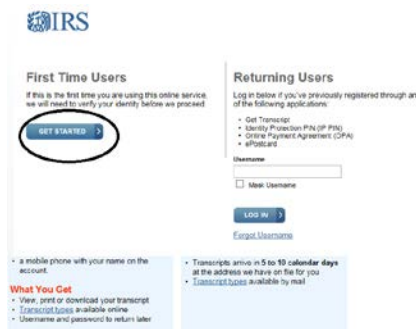 IRS
First Time Users
If this is the first time you are using this online service,
we will need to verify your identity before we proceed
GET STARTED
Returning Users
Log in below if you've previously registered through an
of the following applications:
• Get Transcript
• Identity Protection PIN (IP PIN)
• Online Payment Agreement (OPA)
• ePostcard
Username
Mask Username
LOG IN
Forgot Username
• a mobile phone with your name on the
account.
What You Get
• View, print or download your transcript
• Transcript types available online
• Username and password to return later
• Transcripts arrive in 5 to 10 calendar days
at the address we have on file for you
• Transcript types available by mail